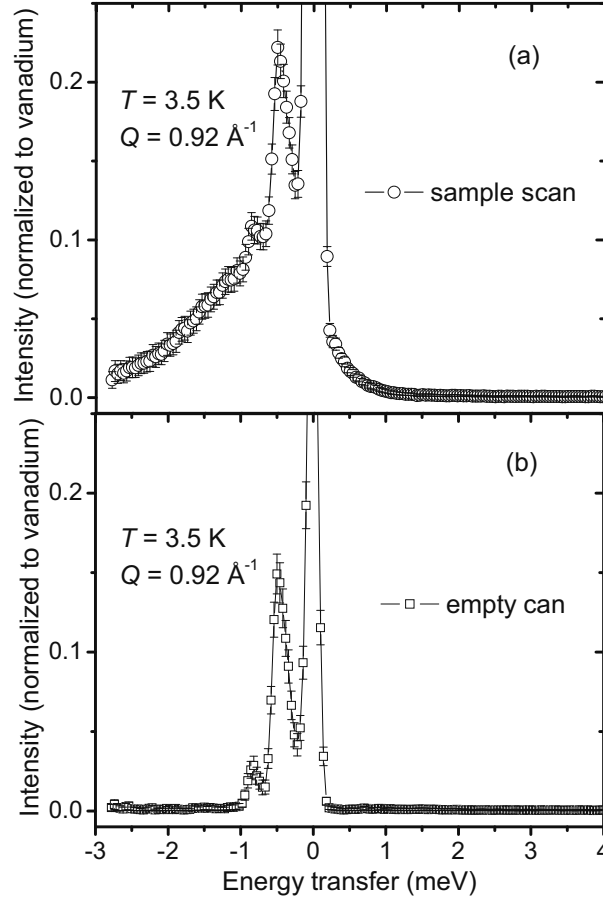 (a)
T = 3.5 K
Q = 0.92 Å-1
sample scan
0.2
0.1
0.0
Intensity (normalized to vanadium)
(b)
T = 3.5 K
Q = 0.92 Å-1
empty can
0.2
0.1
0.0
Intensity (normalized to vanadium)
-3 -2 -1 0 1 2 3 4
Energy transfer (meV)